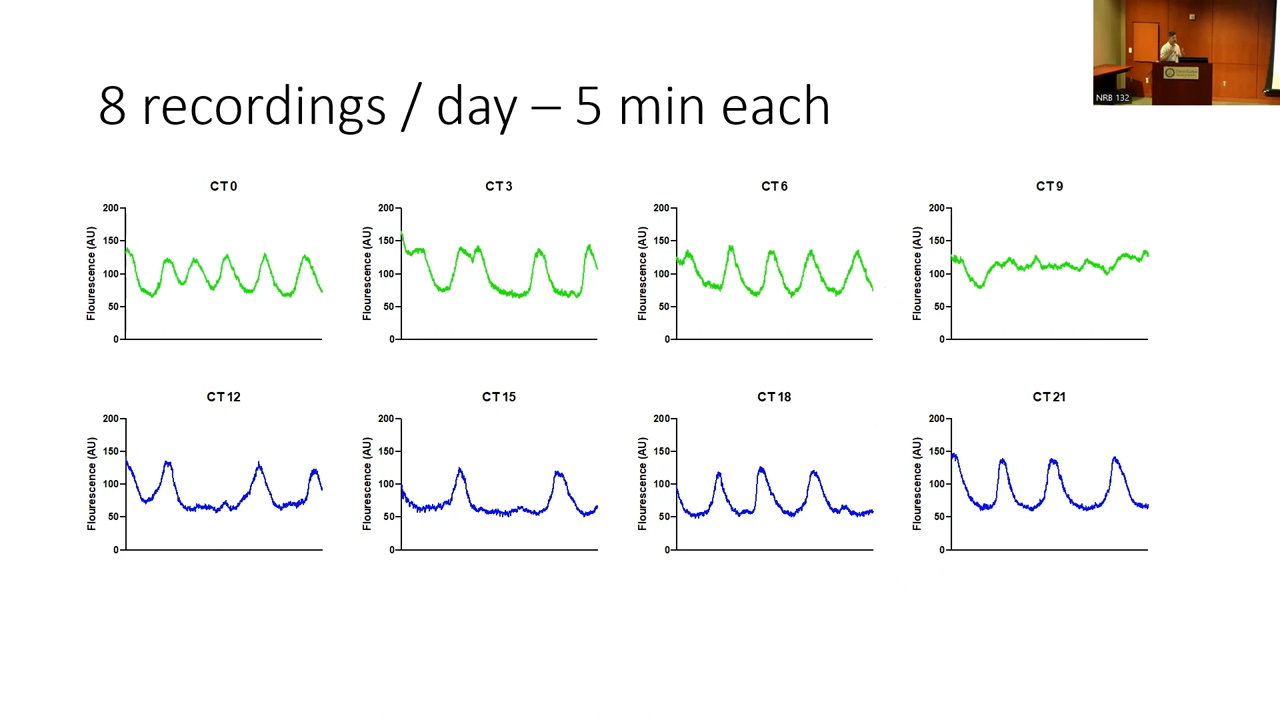 8 recordings / day – 5 min each
NRB 132
CT0
CT3
CT6
CT9
Flourescence (AU)
200
150
100
50
0
Flourescence (AU)
200
150
100
50
0
Flourescence (AU)
200
150
100
50
0
Flourescence (AU)
200
150
100
50
0
CT12
CT15
CT18
CT21
Flourescence (AU)
200
150
100
50
0
Flourescence (AU)
200
150
100
50
0
Flourescence (AU)
200
150
100
50
0
Flourescence (AU)
200
150
100
50
0